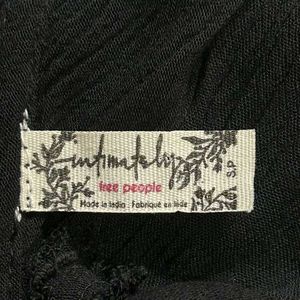 intimately
free people
Made in India . Fabriqué en Inde
S.P